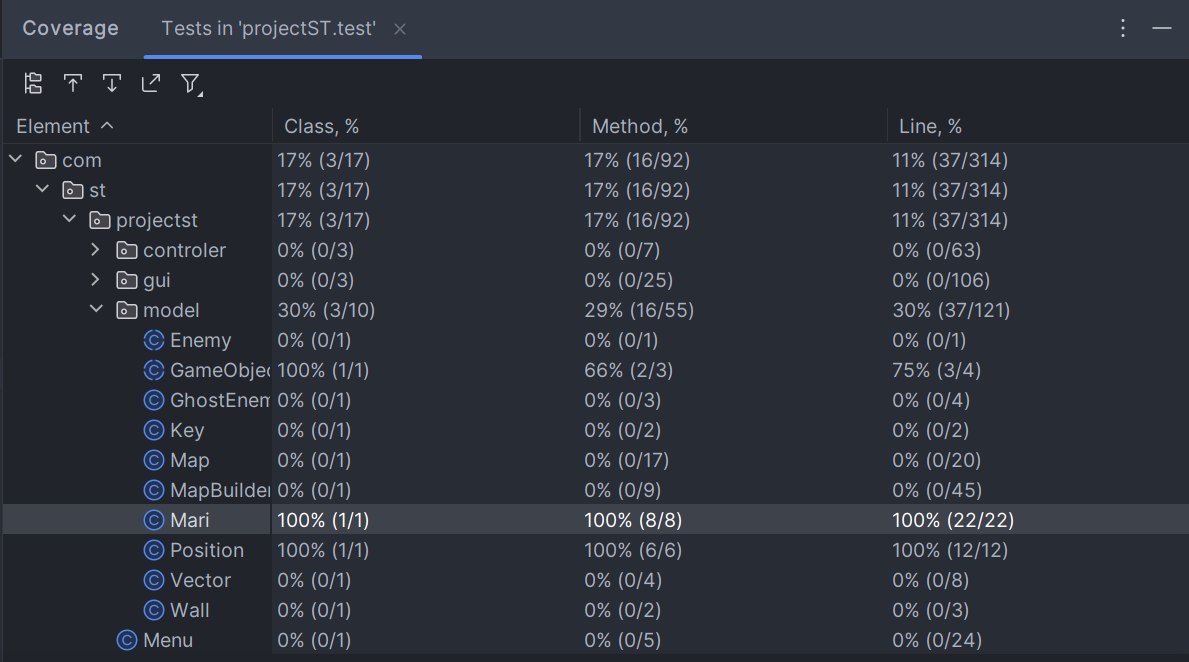 Coverage Tests in 'projectST.test'
Element Class, % Method, % Line, %
com 17% (3/17) 17% (16/92) 11% (37/314)
st 17% (3/17) 17% (16/92) 11% (37/314)
projectst 17% (3/17) 17% (16/92) 11% (37/314)
controler 0% (0/3) 0% (0/7) 0% (0/63)
gui 0% (0/3) 0% (0/25) 0% (0/106)
model 30% (3/10) 29% (16/55) 30% (37/121)
Enemy 0% (0/1) 0% (0/1) 0% (0/1)
GameObjec 100% (1/1) 66% (2/3) 75% (3/4)
GhostEnem 0% (0/1) 0% (0/3) 0% (0/4)
Key 0% (0/1) 0% (0/2) 0% (0/2)
Map 0% (0/1) 0% (0/17) 0% (0/20)
MapBuilder 0% (0/1) 0% (0/9) 0% (0/45)
Mari 100% (1/1) 100% (8/8) 100% (22/22)
Position 100% (1/1) 100% (6/6) 100% (12/12)
Vector 0% (0/1) 0% (0/4) 0% (0/8)
Wall 0% (0/1) 0% (0/2) 0% (0/3)
Menu 0% (0/1) 0% (0/5) 0% (0/24)